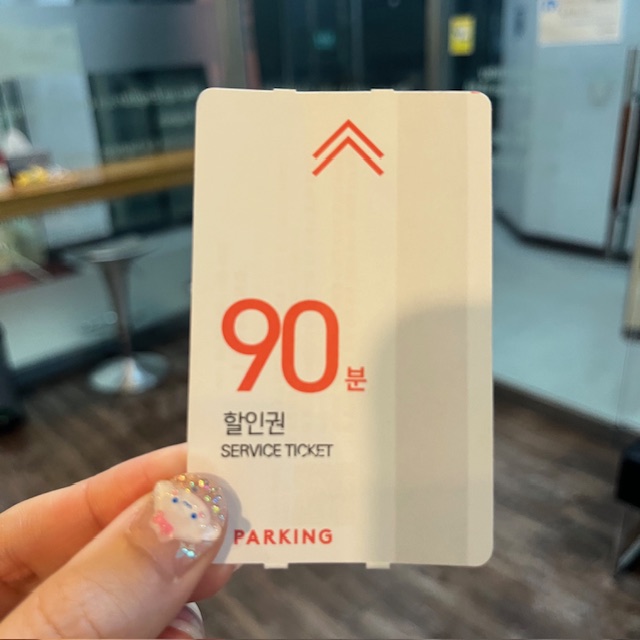 90분
할인권
SERVICE TICKET
PARKING